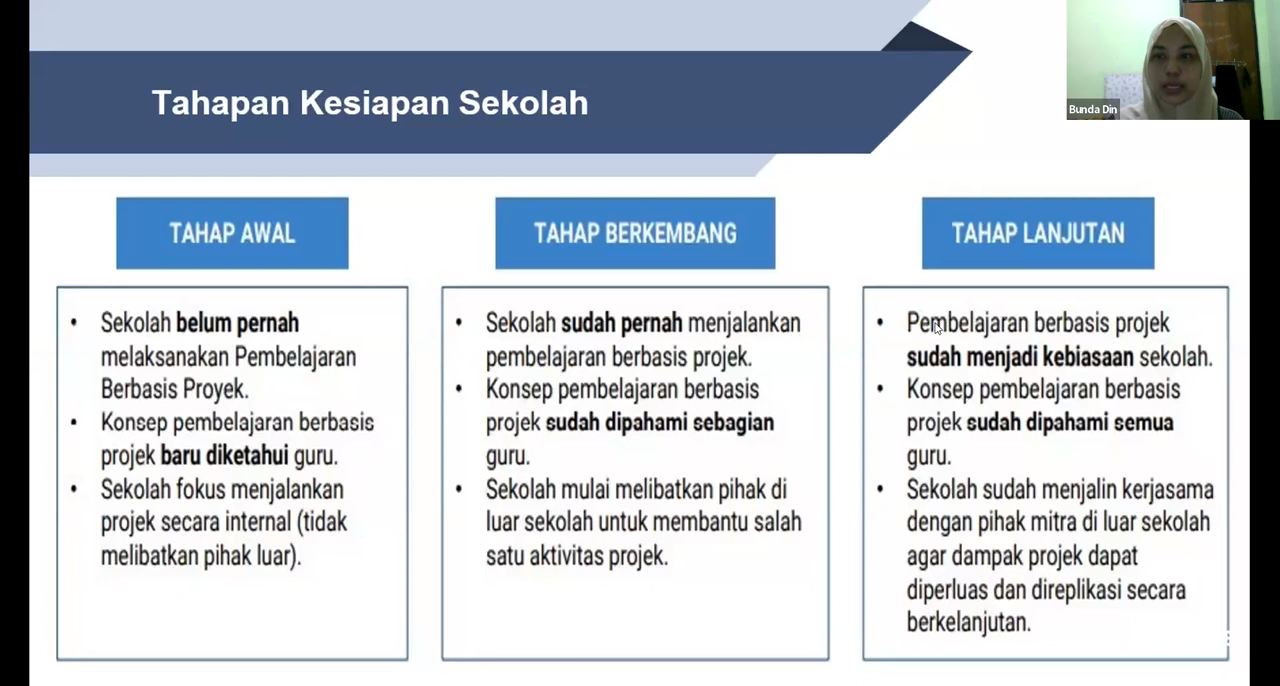 Tahapan Kesiapan Sekolah
Bunda Din
TAHAP AWAL
• Sekolah belum pernah
melaksanakan Pembelajaran
Berbasis Proyek.
• Konsep pembelajaran berbasis
projek baru diketahui guru.
• Sekolah fokus menjalankan
projek secara internal (tidak
melibatkan pihak luar).
TAHAP BERKEMBANG
• Sekolah sudah pernah menjalankan
pembelajaran berbasis projek.
• Konsep pembelajaran berbasis
projek sudah dipahami sebagian
guru.
• Sekolah mulai melibatkan pihak di
luar sekolah untuk membantu salah
satu aktivitas projek.
TAHAP LANJUTAN
• Pembelajaran berbasis projek
sudah menjadi kebiasaan sekolah.
• Konsep pembelajaran berbasis
projek sudah dipahami semua
guru.
• Sekolah sudah menjalin kerjasama
dengan pihak mitra di luar sekolah
agar dampak projek dapat
diperluas dan direplikasi secara
berkelanjutan.